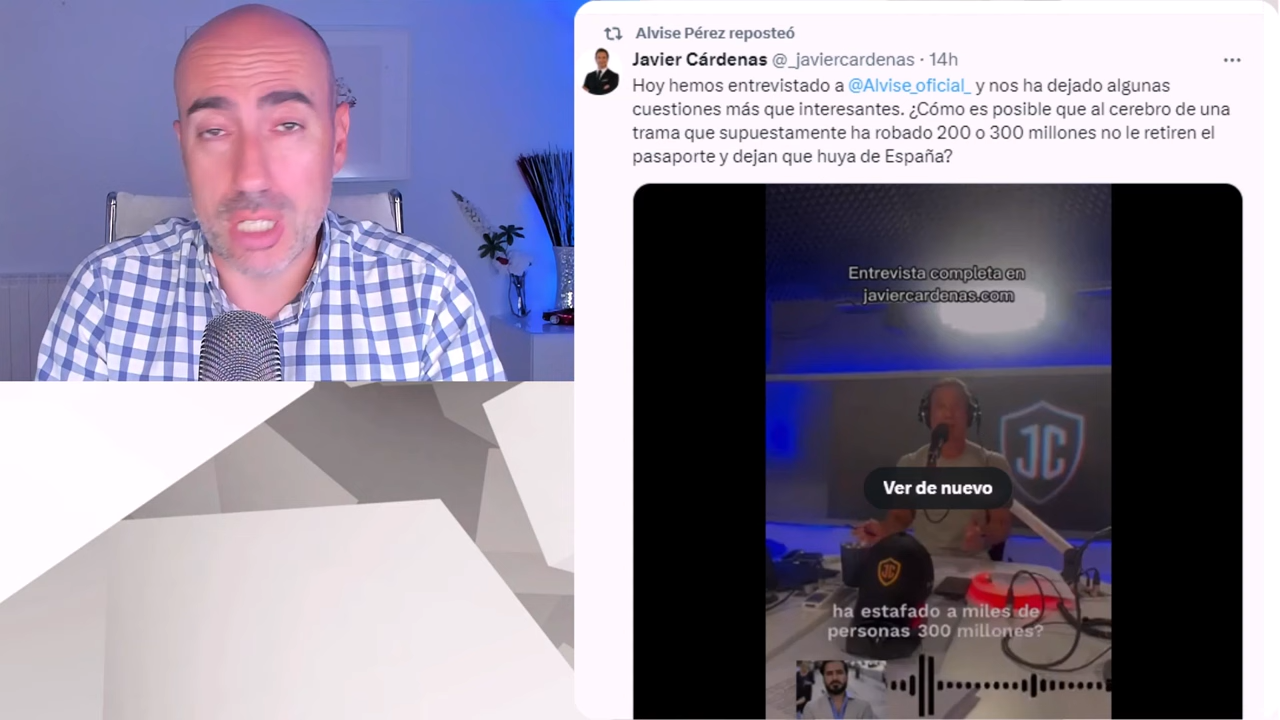 Alvise Pérez reposteó
Javier Cárdenas @_javiercardenas · 14h
Hoy hemos entrevistado a @Alvise_oficial_ y nos ha dejado algunas
cuestiones más que interesantes. ¿Cómo es posible que al cerebro de una
trama que supuestamente ha robado 200 o 300 millones no le retiren el
pasaporte y dejan que huya de España?
Entrevista completa en
javiercardenas.com
JC
Ver de nuevo
JC
ha estafado a miles de
personas 300 millones?